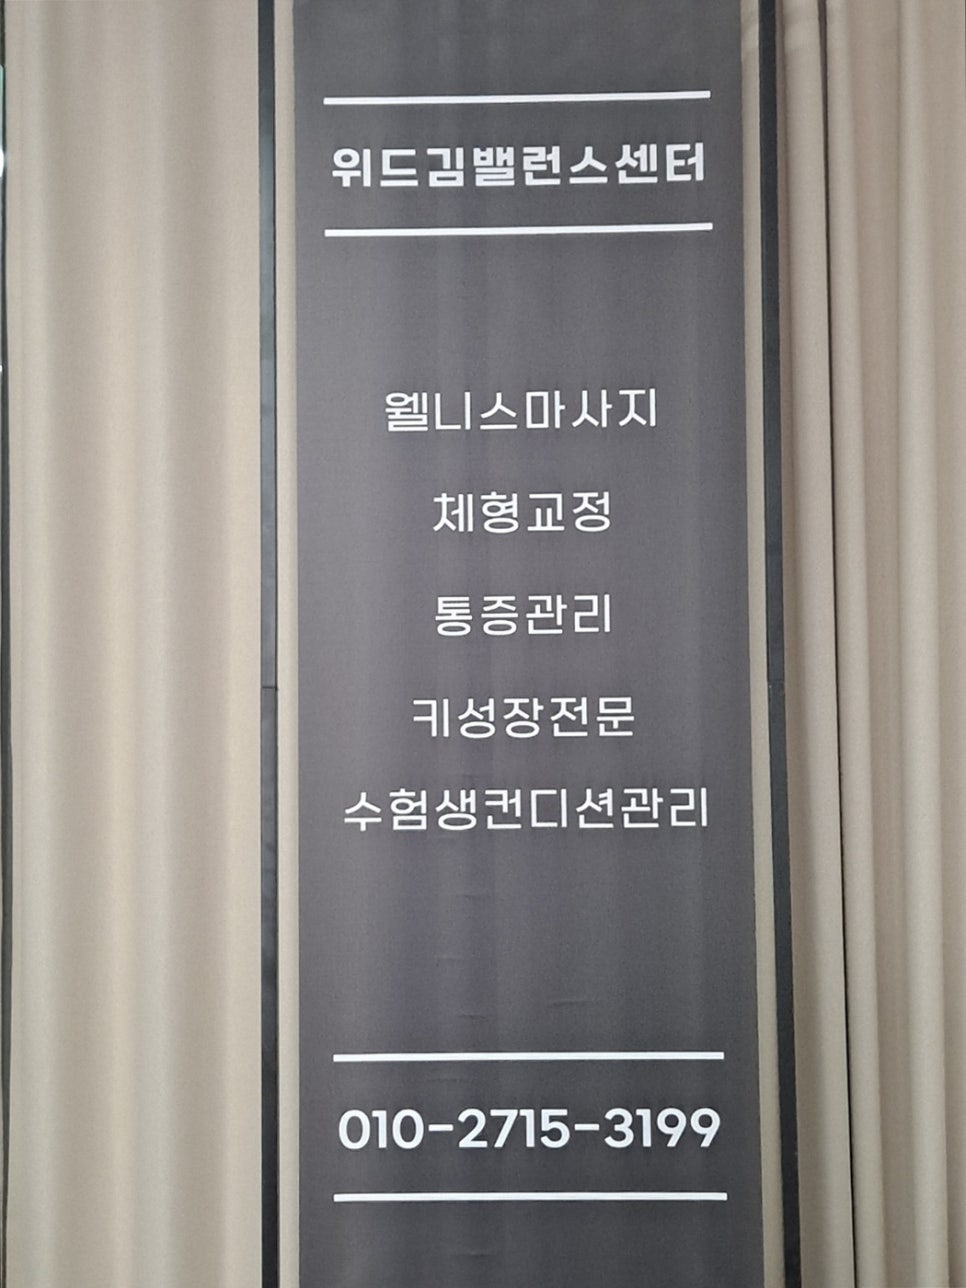 위드김밸런스센터
웰니스마사지
체형교정
통증관리
키성장전문
수험생컨디션관리
010-2715-3199